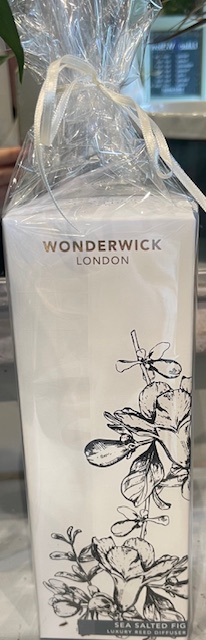 WONDERWICK
LONDON
SEA SALTED FIG
LUXURY REED DIFFUSER